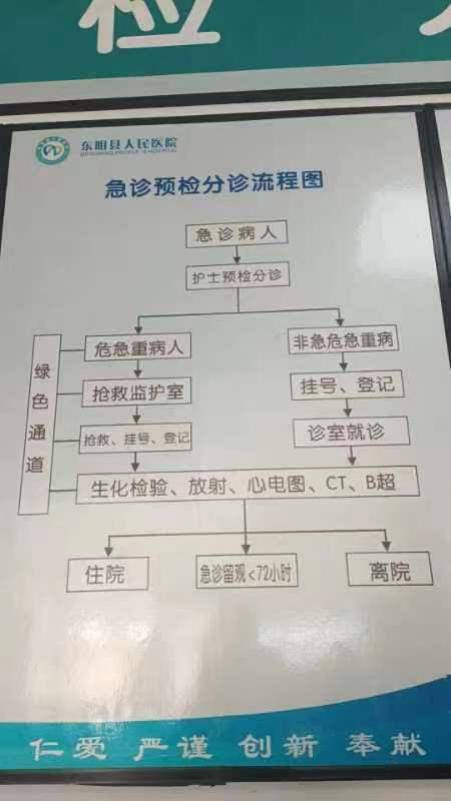 检
东明县人民医院
急诊预检分诊流程图
急诊病人
护士预检分诊
危急重病人
非急危急重病
绿色通道
抢救监护室
挂号、登记
抢救、挂号、登记
诊室就诊
生化检验、放射、心电图、CT、B超
住院
急诊留观<72小时
离院
仁爱 严谨 创新 奉献